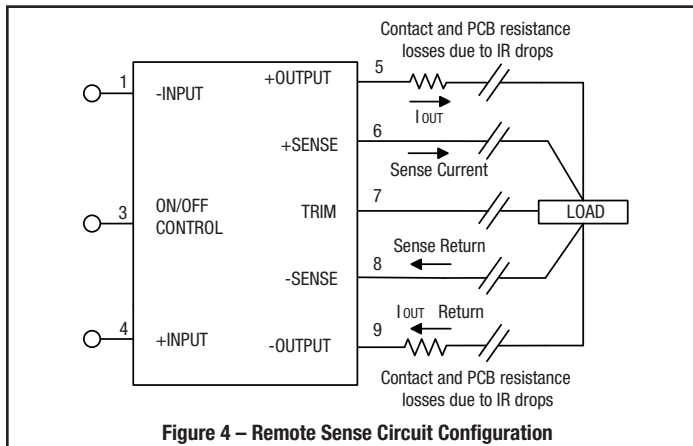 Contact and PCB resistance
losses due to IR drops
1
-INPUT
+OUTPUT
5
IOUT
+SENSE
6
Sense Current
3
ON/OFF
CONTROL
TRIM
7
LOAD
Sense Return
-SENSE
8
IOUT Return
4
+INPUT
-OUTPUT
9
Contact and PCB resistance
losses due to IR drops
Figure 4 – Remote Sense Circuit Configuration